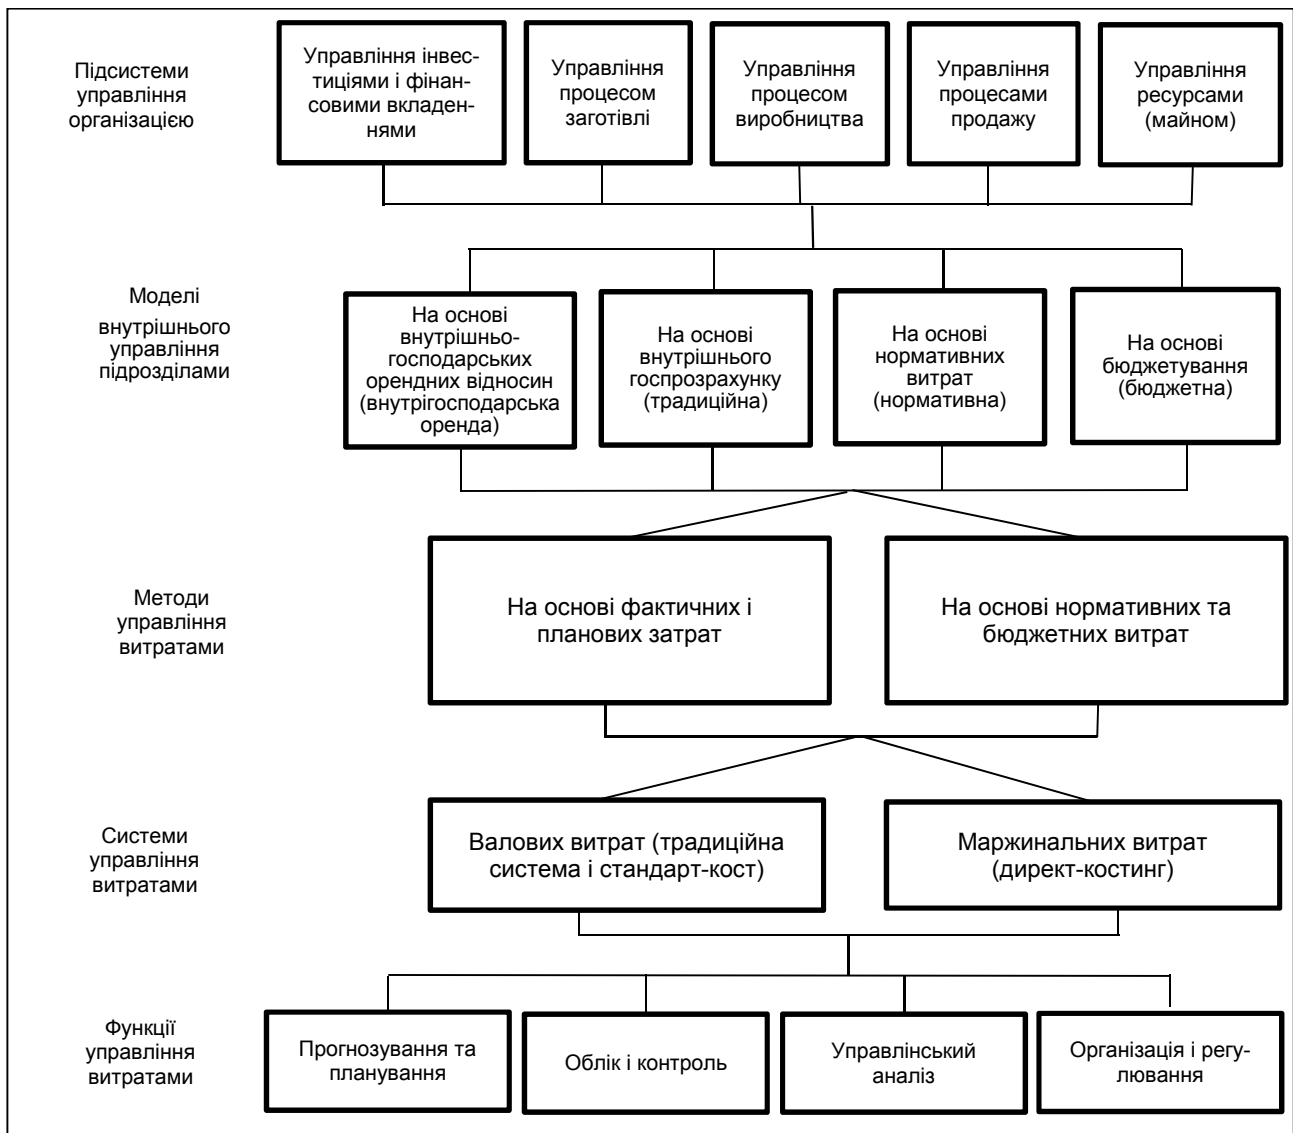 Підсистеми
управління
організацією
Управління інвес-
тиціями і фінан-
совими вкладен-
нями
Управління
процесом
заготівлі
Управління
процесом
виробництва
Управління
процесами
продажу
Управління
ресурсами
(майном)
Моделі
внутрішнього
управління
підрозділами
На основі
внутрішньо-
господарських
орендних відносин
(внутрігосподарська
оренда)
На основі
внутрішнього
госпрозрахунку
(традиційна)
На основі
нормативних
витрат
(нормативна)
На основі
бюджетування
(бюджетна)
Методи
управління
витратами
На основі фактичних і
планових затрат
На основі нормативних та
бюджетних витрат
Системи
управління
витратами
Валових витрат (традиційна
система і стандарт-кост)
Маржинальних витрат
(директ-костинг)
Функції
управління
витратами
Прогнозування та
планування
Облік і контроль
Управлінський
аналіз
Організація і регу-
лювання